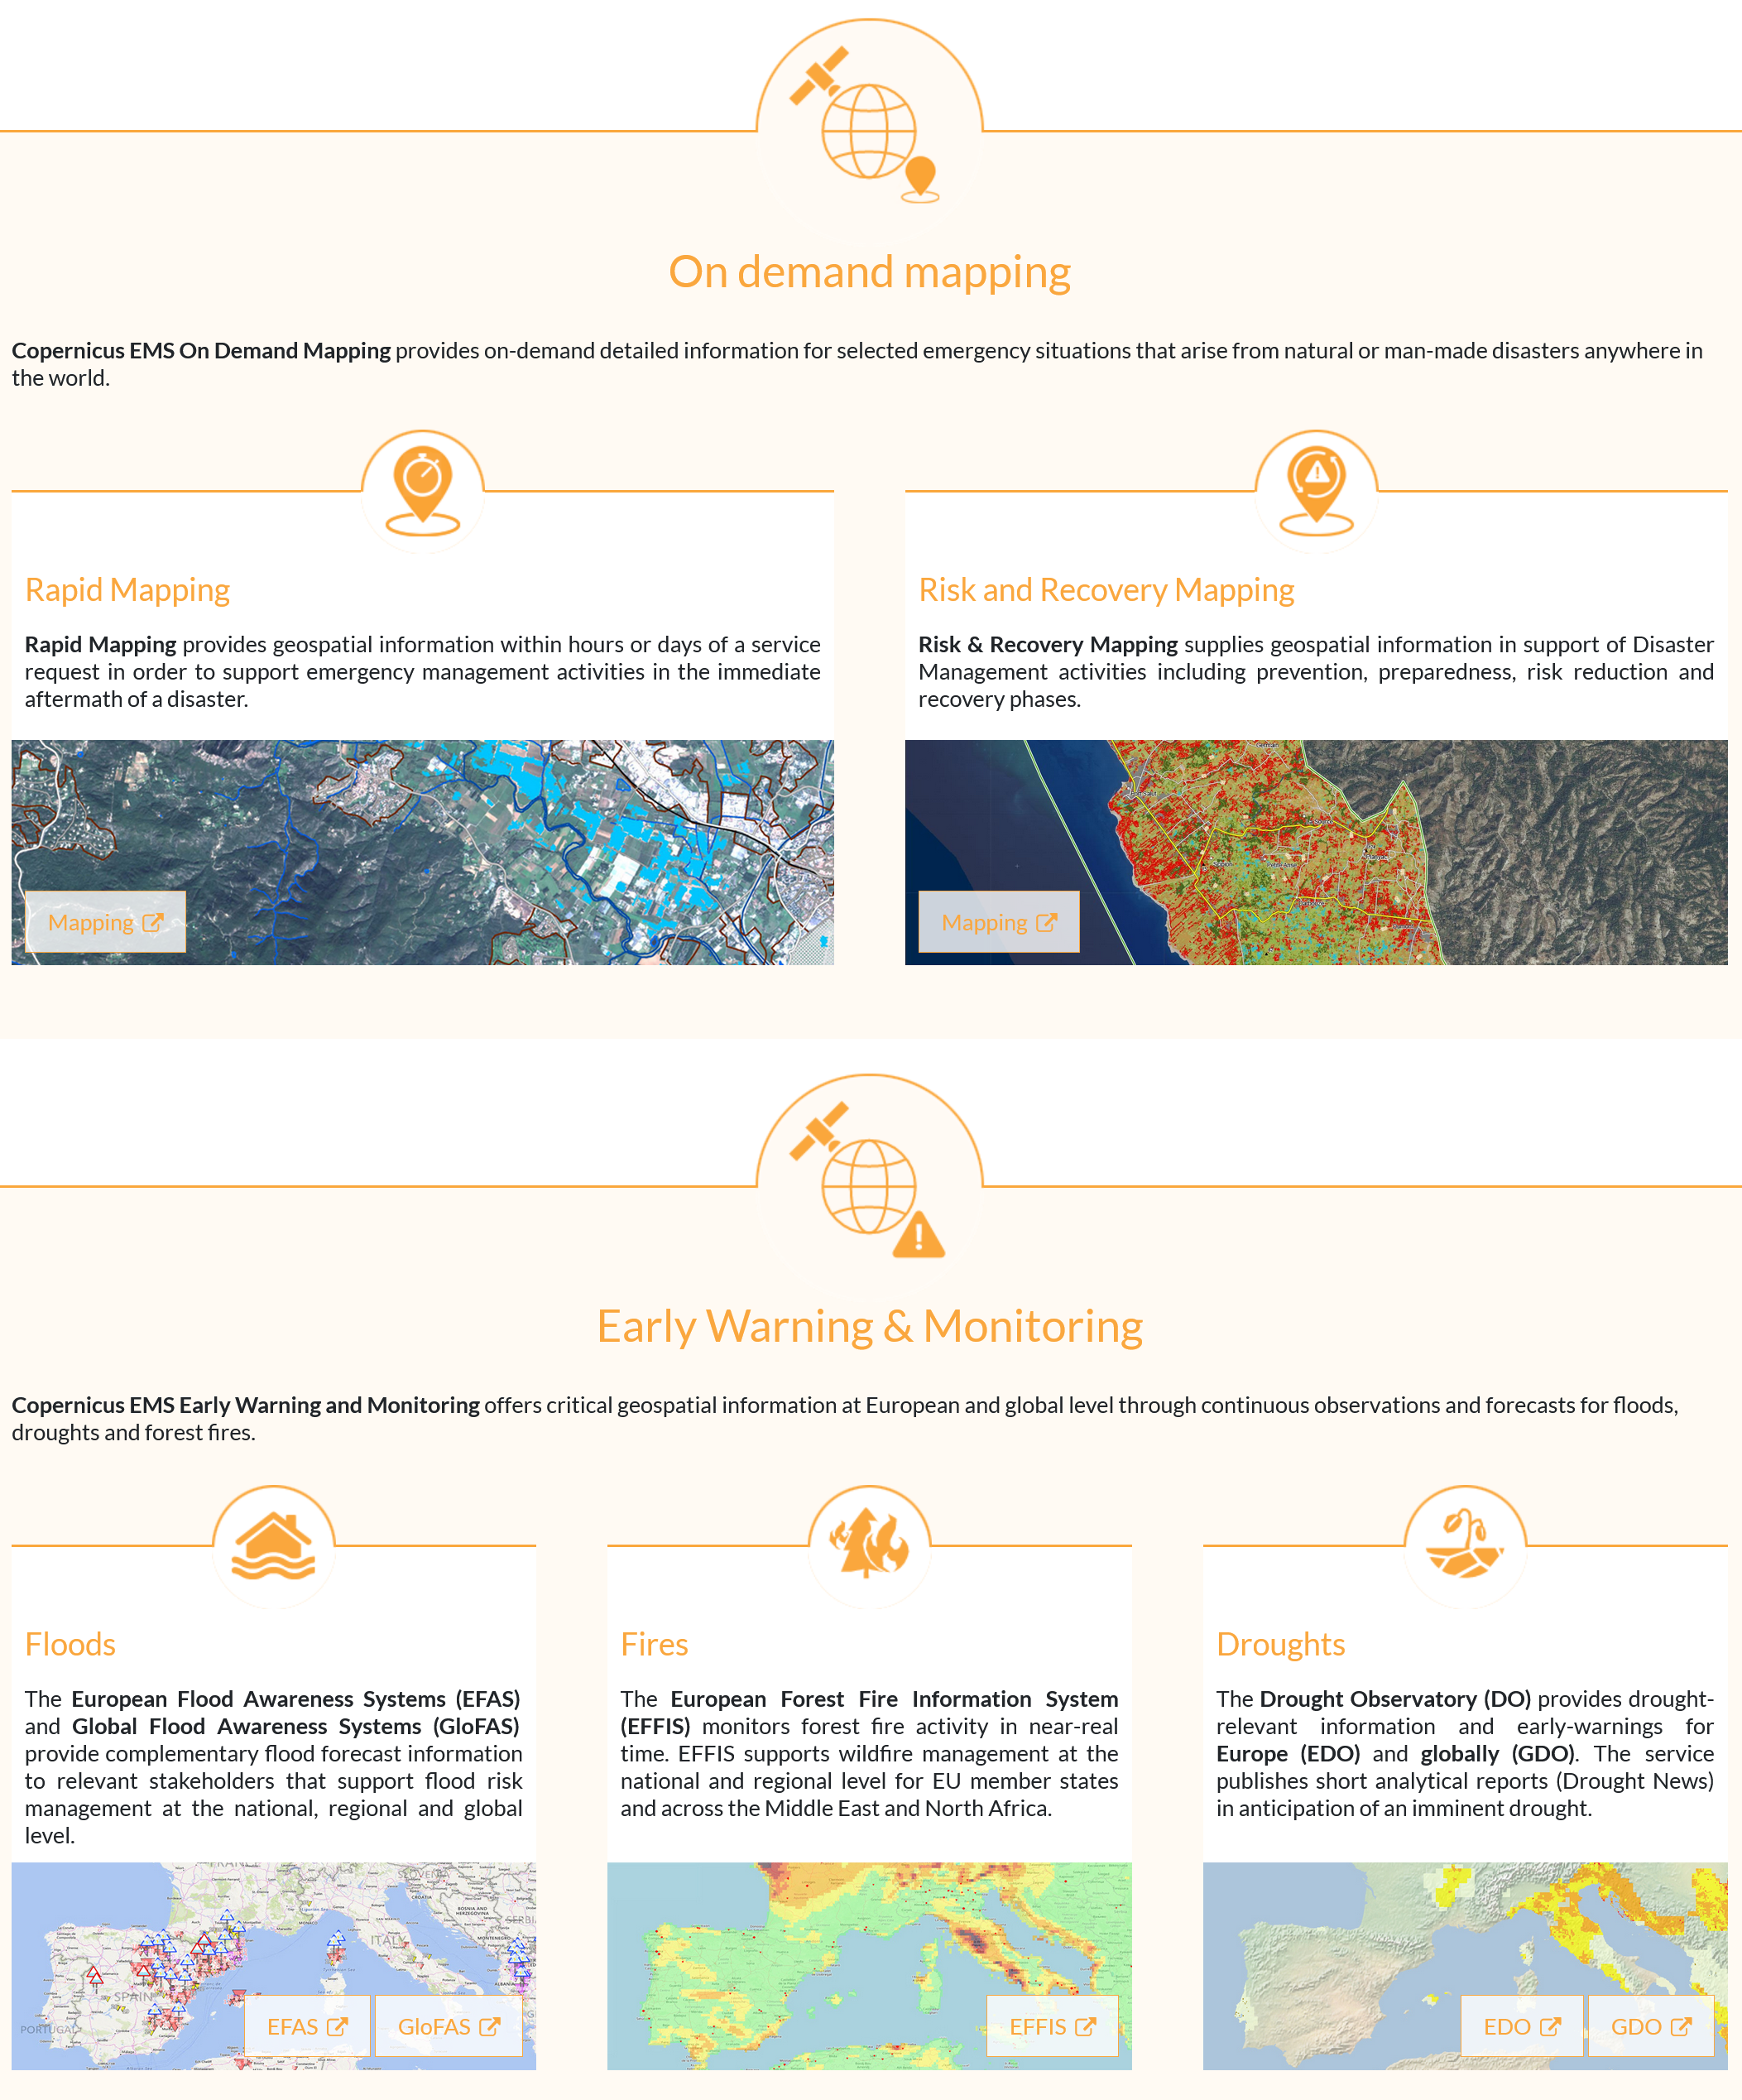 On demand mapping
Copernicus EMS On Demand Mapping provides on-demand detailed information for selected emergency situations that arise from natural or man-made disasters anywhere in
the world.
Rapid Mapping
Rapid Mapping provides geospatial information within hours or days of a service
request in order to support emergency management activities in the immediate
aftermath of a disaster.
Mapping
Risk and Recovery Mapping
Risk & Recovery Mapping supplies geospatial information in support of Disaster
Management activities including prevention, preparedness, risk reduction and
recovery phases.
Mapping
Early Warning & Monitoring
Copernicus EMS Early Warning and Monitoring offers critical geospatial information at European and global level through continuous observations and forecasts for floods,
droughts and forest fires.
Floods
The European Flood Awareness Systems (EFAS)
and Global Flood Awareness Systems (GloFAS)
provide complementary flood forecast information
to relevant stakeholders that support flood risk
management at the national, regional and global
level.
ITALY
SPAIN
PORTUGAL
EFAS
GloFAS
Fires
The European Forest Fire Information System
(EFFIS) monitors forest fire activity in near-real
time. EFFIS supports wildfire management at the
national and regional level for EU member states
and across the Middle East and North Africa.
EFFIS
Droughts
The Drought Observatory (DO) provides drought-
relevant information and early-warnings for
Europe (EDO) and globally (GDO). The service
publishes short analytical reports (Drought News)
in anticipation of an imminent drought.
EDO
GDO